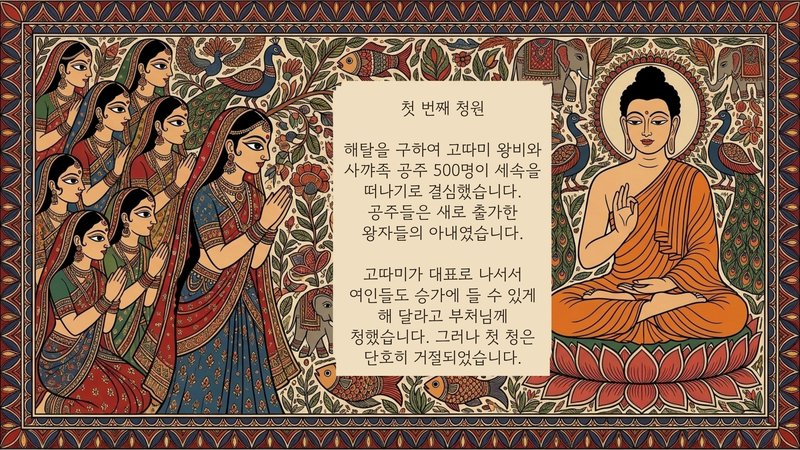 첫 번째 청원
해탈을 구하여 고따미 왕비와
사꺄족 공주 500명이 세속을
떠나기로 결심했습니다.
공주들은 새로 출가한
왕자들의 아내였습니다.
고따미가 대표로 나서서
여인들도 승가에 들 수 있게
해 달라고 부처님께
청했습니다. 그러나 첫 청은
단호히 거절되었습니다.